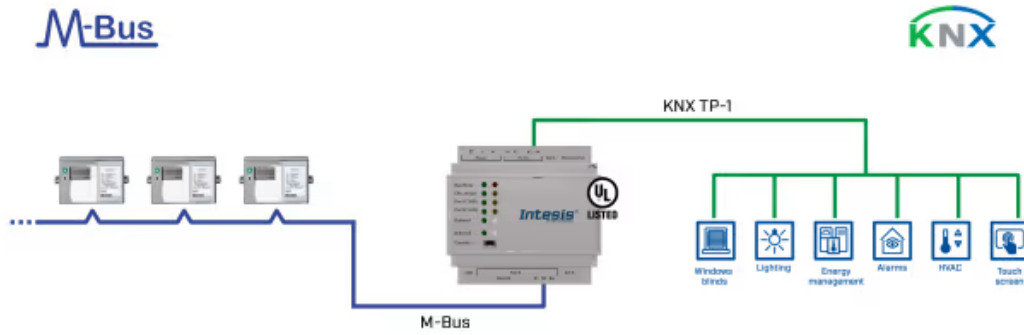 M-Bus
KNX
KNX TP-1
UL
LISTED
Intesis
Windows
blinds
Lighting
Energy
management
Alarms
HVAC
Touch
screen
M-Bus